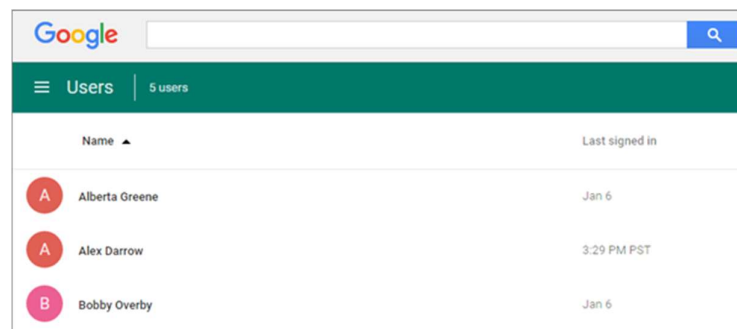 Google
Users 5 users
Name Last signed in
A Alberta Greene Jan 6
A Alex Darrow 3:29 PM PST
B Bobby Overby Jan 6